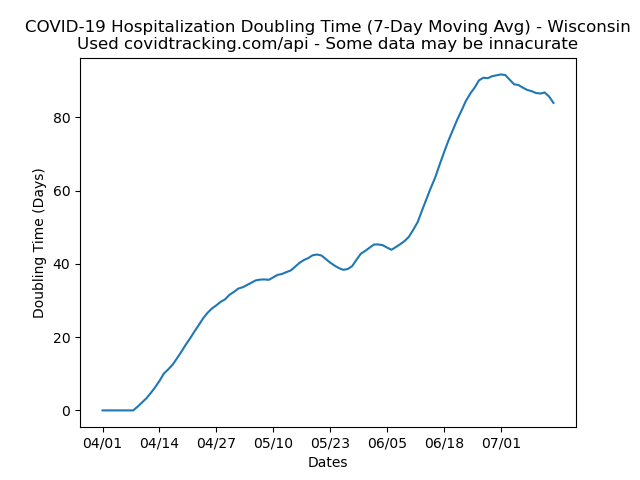 COVID-19 Hospitalization Doubling Time (7-Day Moving Avg) - Wisconsin
Used covidtracking.com/api - Some data may be innacurate
Doubling Time (Days)
80
60
40
20
0
04/01 04/14 04/27 05/10 05/23 06/05 06/18 07/01
Dates